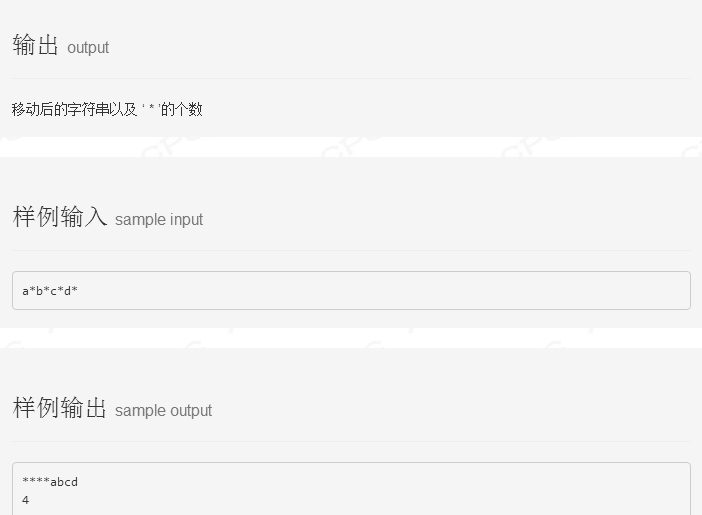 输出 output
移动后的字符串以及 ‘ * ’的个数
样例输入 sample input
a*b*c*d*
样例输出 sample output
****abcd
4